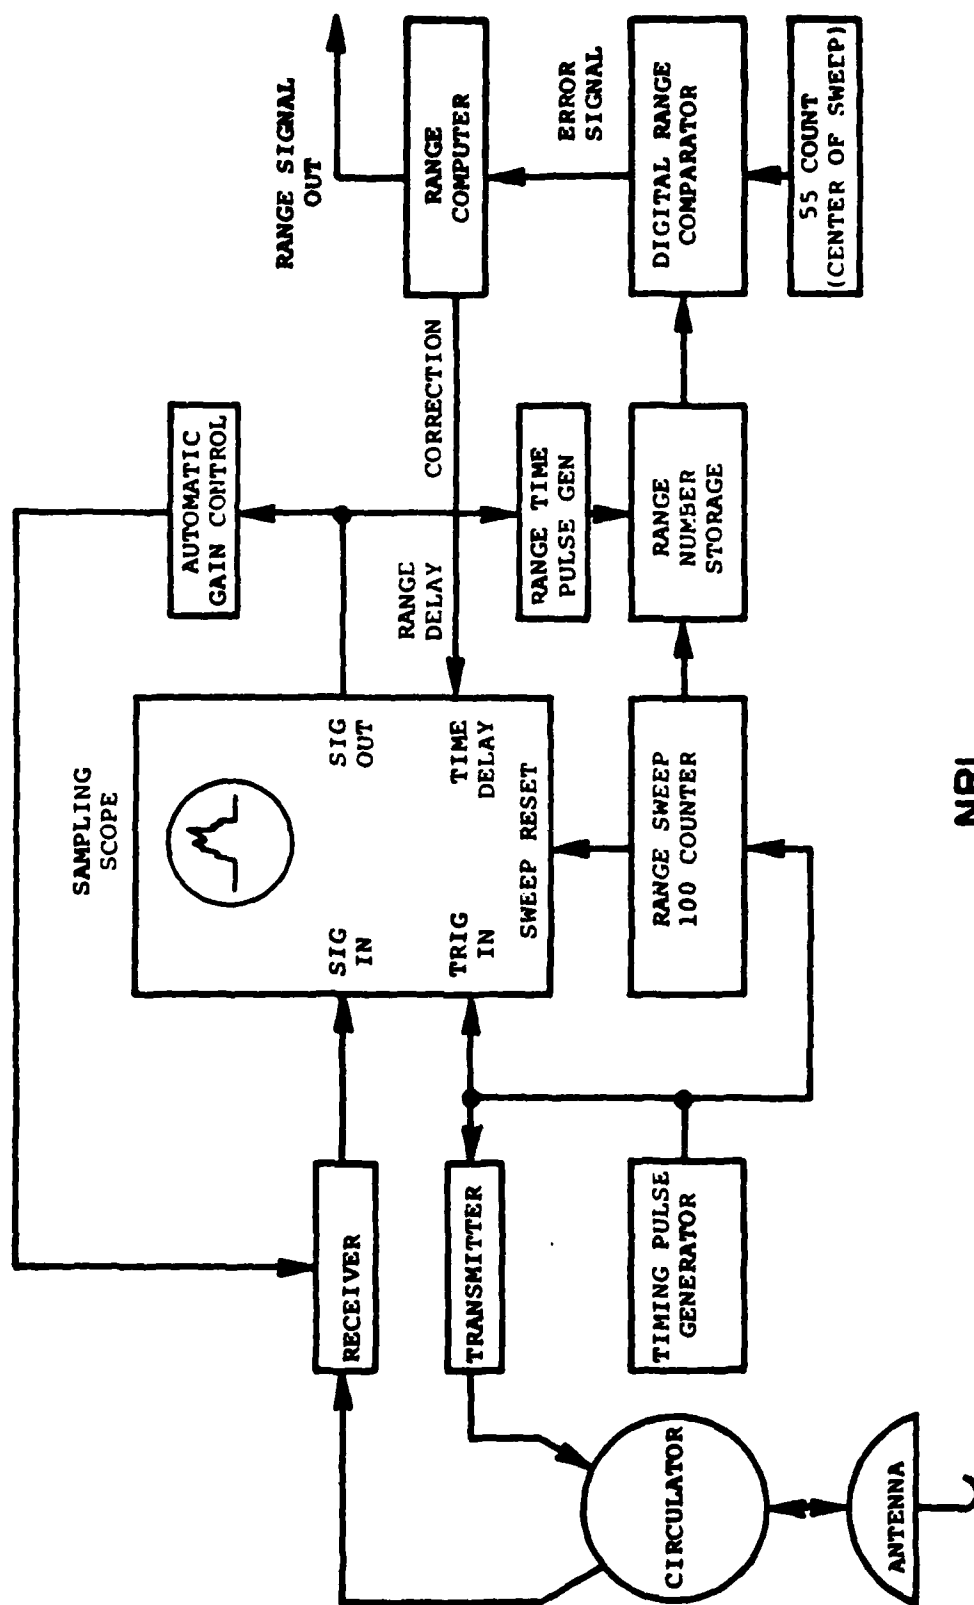 SAMPLING
SCOPE
AUTOMATIC
GAIN CONTROL
RANGE SIGNAL
OUT
SIG
IN
SIG
OUT
TRIG
IN
TIME
DELAY
SWEEP RESET
RANGE
DELAY
CORRECTION
RANGE
COMPUTER
RECEIVER
TRANSMITTER
RANGE TIME
PULSE GEN
ERROR
SIGNAL
CIRCULATOR
TIMING PULSE
GENERATOR
RANGE SWEEP
100 COUNTER
RANGE
NUMBER
STORAGE
DIGITAL RANGE
COMPARATOR
55 COUNT
(CENTER OF SWEEP)
ANTENNA